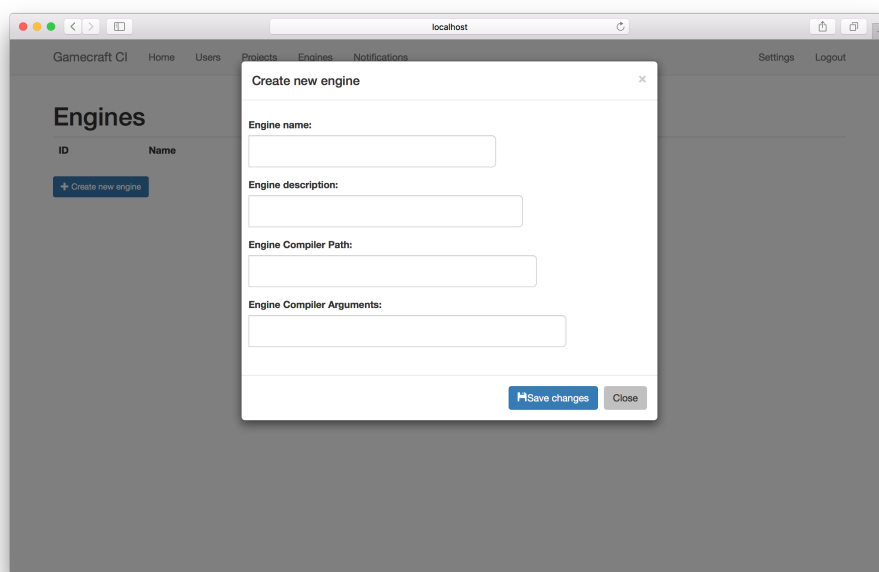 localhost
Gamecraft CI Home Users Projects Engines Notifications Settings Logout
Engines
ID Name
Create new engine
Create new engine ×
Engine name:
Engine description:
Engine Compiler Path:
Engine Compiler Arguments:
Save changes Close